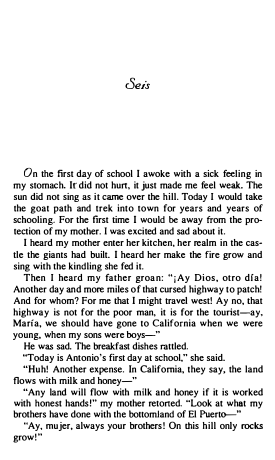 Seis
On the first day of school I awoke with a sick feeling in
my stomach. It did not hurt, it just made me feel weak. The
sun did not sing as it came over the hill. Today I would take
the goat path and trek into town for years and years of
schooling. For the first time I would be away from the pro-
tection of my mother. I was excited and sad about it.
I heard my mother enter her kitchen, her realm in the cas-
tle the giants had built. I heard her make the fire grow and
sing with the kindling she fed it.
Then I heard my father groan: "¡Ay Dios, otro día!
Another day and more miles of that cursed highway to patch!
And for whom? For me that I might travel west! Ay no, that
highway is not for the poor man, it is for the tourist—ay,
María, we should have gone to California when we were
young, when my sons were boys—"
He was sad. The breakfast dishes rattled.
"Today is Antonio's first day at school," she said.
"Huh! Another expense. In California, they say, the land
flows with milk and honey—"
"Any land will flow with milk and honey if it is worked
with honest hands!" my mother retorted. "Look at what my
brothers have done with the bottomland of El Puerto—"
"Ay, mujer, always your brothers! On this hill only rocks
grow!"